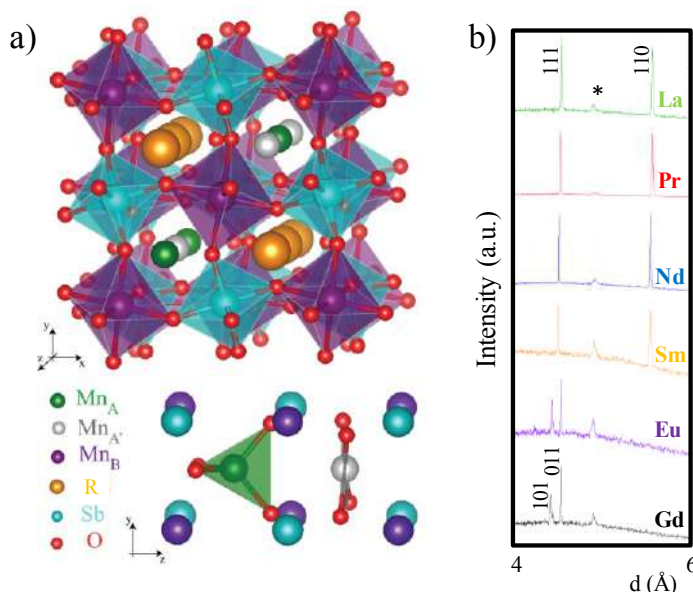 a)
y
z
x
Mn_A
Mn_A'
Mn_B
R
Sb
O
y
z
b)
111
*
110
La
Pr
Nd
Sm
Eu
101
011
Gd
Intensity (a.u.)
4
6
d (Å)